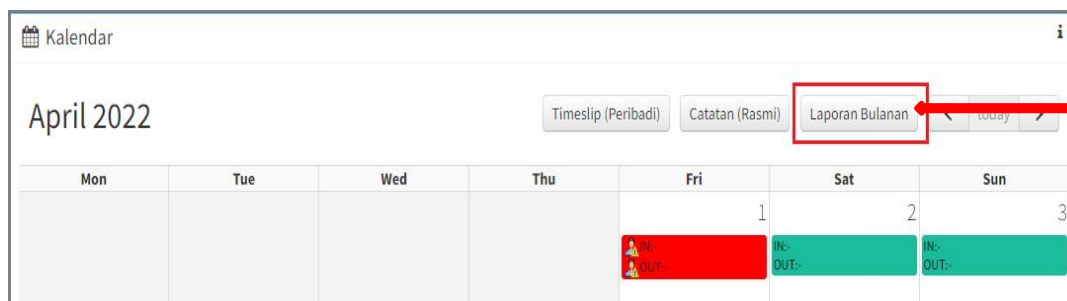 Kalendar
April 2022 Timeslip (Peribadi) Catatan (Rasmi) Laporan Bulanan today
Mon Tue Wed Thu Fri Sat Sun
1 2 3
IN:- IN:- IN:-
OUT:- OUT:- OUT:-